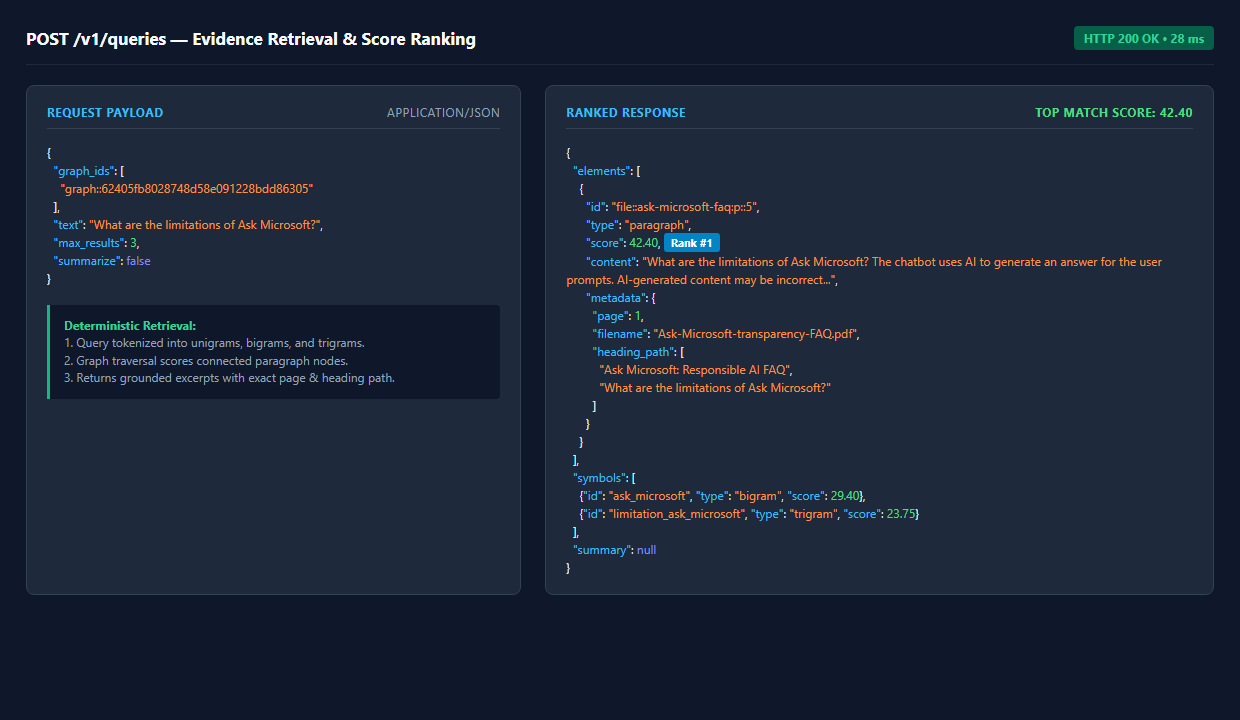 POST /v1/queries — Evidence Retrieval & Score Ranking
HTTP 200 OK • 28 ms
REQUEST PAYLOAD
APPLICATION/JSON
{
"graph_ids": [
"graph::62405fb8028748d58e091228bdd86305"
],
"text": "What are the limitations of Ask Microsoft?",
"max_results": 3,
"summarize": false
}
Deterministic Retrieval:
1. Query tokenized into unigrams, bigrams, and trigrams.
2. Graph traversal scores connected paragraph nodes.
3. Returns grounded excerpts with exact page & heading path.
RANKED RESPONSE
TOP MATCH SCORE: 42.40
{
"elements": [
{
"id": "file::ask-microsoft-faq:p::5",
"type": "paragraph",
"score": 42.40, Rank #1
"content": "What are the limitations of Ask Microsoft? The chatbot uses AI to generate an answer for the user
prompts. AI-generated content may be incorrect...",
"metadata": {
"page": 1,
"filename": "Ask-Microsoft-transparency-FAQ.pdf",
"heading_path": [
"Ask Microsoft: Responsible AI FAQ",
"What are the limitations of Ask Microsoft?"
]
}
}
],
"symbols": [
{"id": "ask_microsoft", "type": "bigram", "score": 29.40},
{"id": "limitation_ask_microsoft", "type": "trigram", "score": 23.75}
],
"summary": null
}